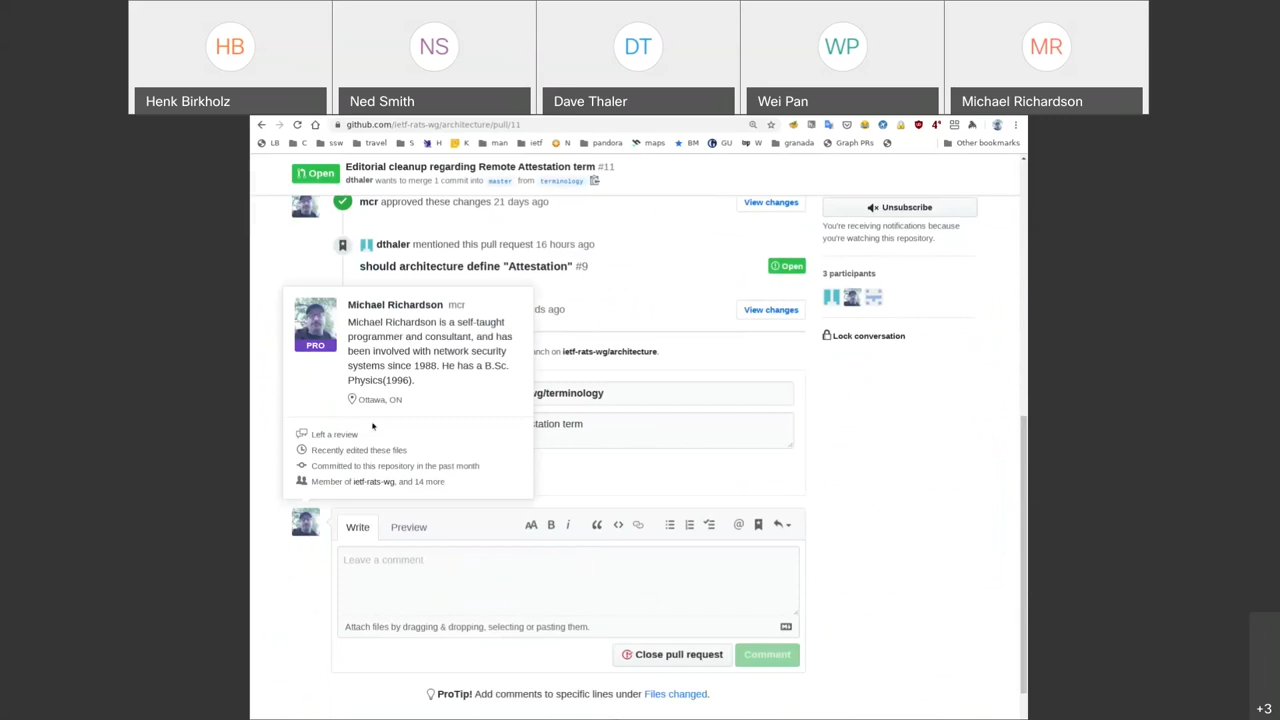 HB
NS
DT
WP
MR
Henk Birkholz
Ned Smith
Dave Thaler
Wei Pan
Michael Richardson
github.com/ietf-rats-wg/architecture/pull/11
4
LB
C
ssw
travel
S
H
K
man
ietf
N
pandora
maps
BM
GU
W
granada
Graph PRs
Other bookmarks
Open
Editorial cleanup regarding Remote Attestation term #11
dthaler wants to merge 1 commit into master from terminology
mcr approved these changes 21 days ago
View changes
Unsubscribe
You're receiving notifications because
you're watching this repository.
dthaler mentioned this pull request 16 hours ago
should architecture define "Attestation" #9
Open
3 participants
Michael Richardson mcr
Michael Richardson is a self-taught
programmer and consultant, and has
been involved with network security
systems since 1988. He has a B.Sc.
Physics(1996).
PRO
Ottawa, ON
ds ago
View changes
Lock conversation
nch on ietf-rats-wg/architecture.
wg/terminology
station term
Left a review
Recently edited these files
Committed to this repository in the past month
Member of ietf-rats-wg, and 14 more
Write
Preview
AA B i
Leave a comment
Attach files by dragging & dropping, selecting or pasting them.
Close pull request
Comment
ProTip! Add comments to specific lines under Files changed.
+3